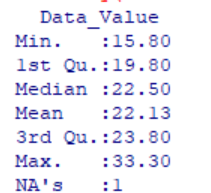 Data_Value
Min.   :15.80
1st Qu.:19.80
Median :22.50
Mean   :22.13
3rd Qu.:23.80
Max.   :33.30
NA's   :1